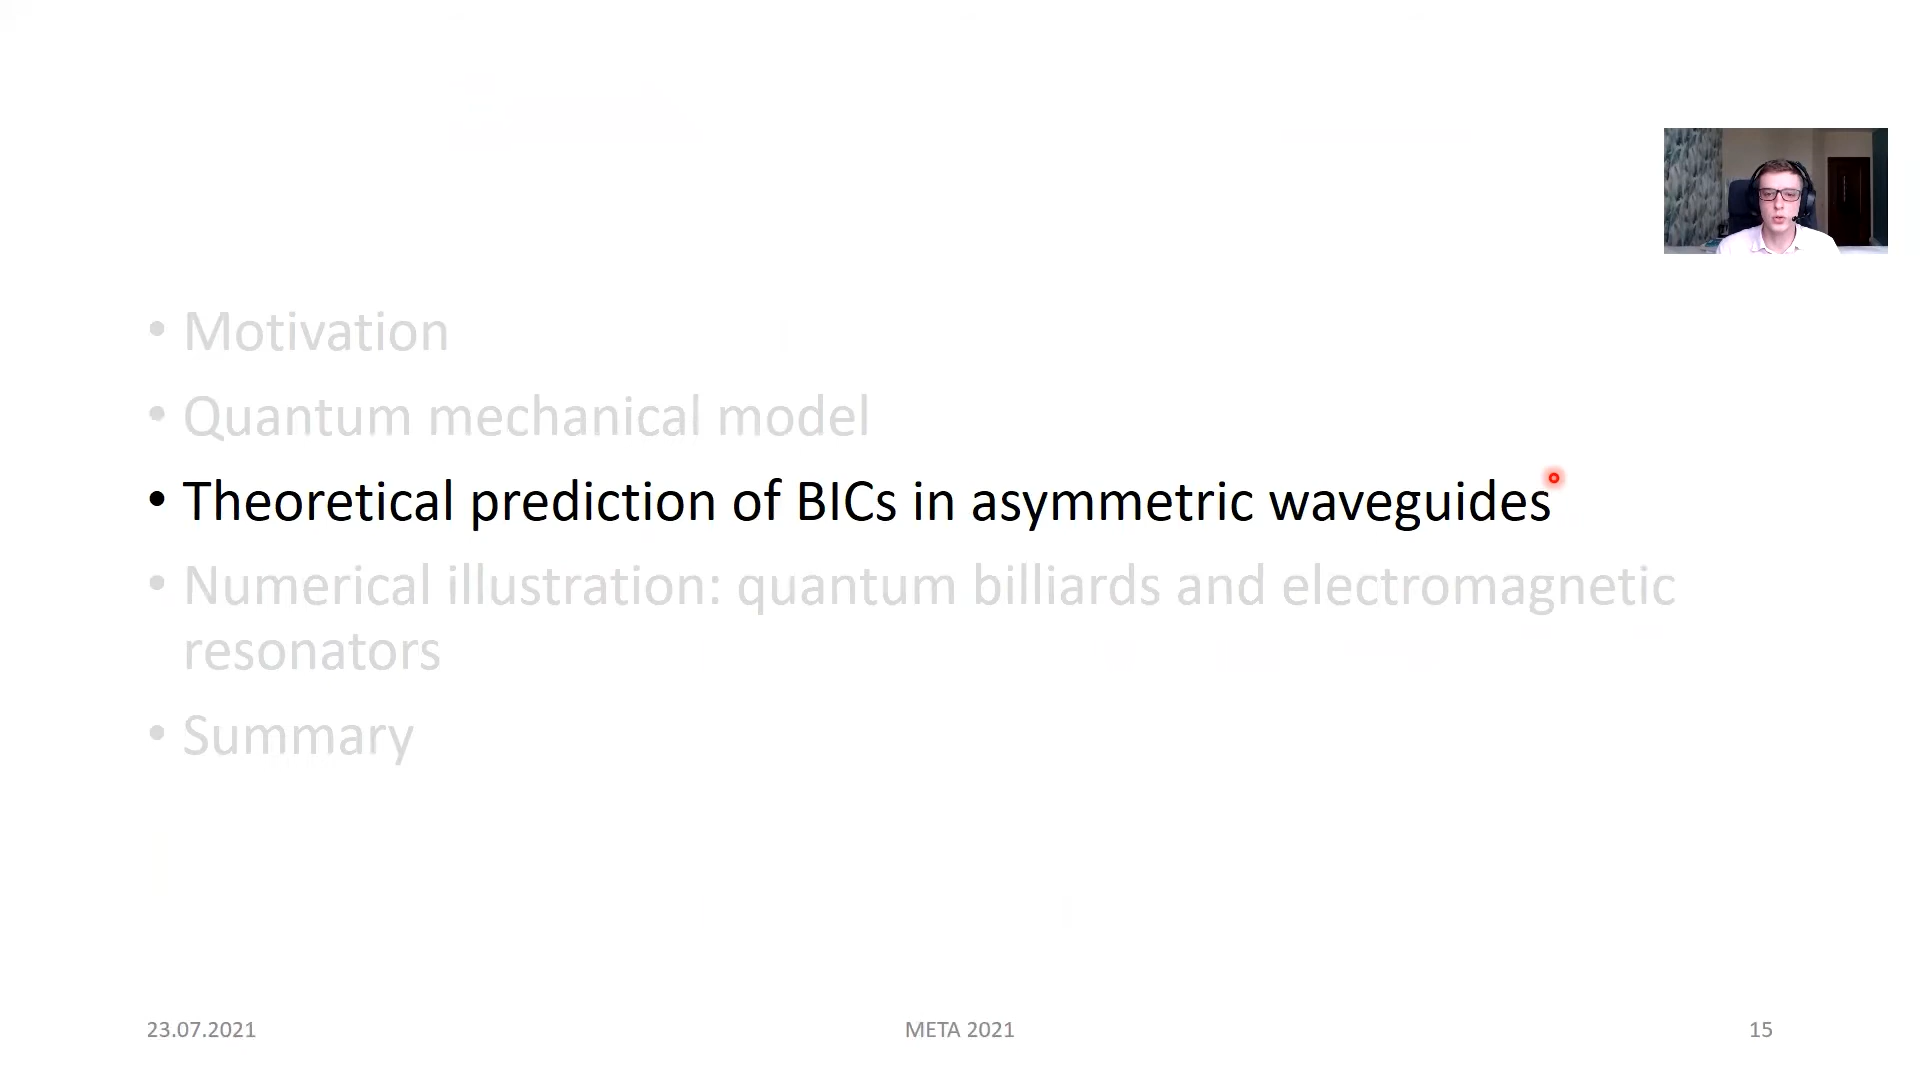 • Motivation
• Quantum mechanical model
• Theoretical prediction of BICs in asymmetric waveguides
• Numerical illustration: quantum billiards and electromagnetic
resonators
• Summary
23.07.2021
META 2021
15